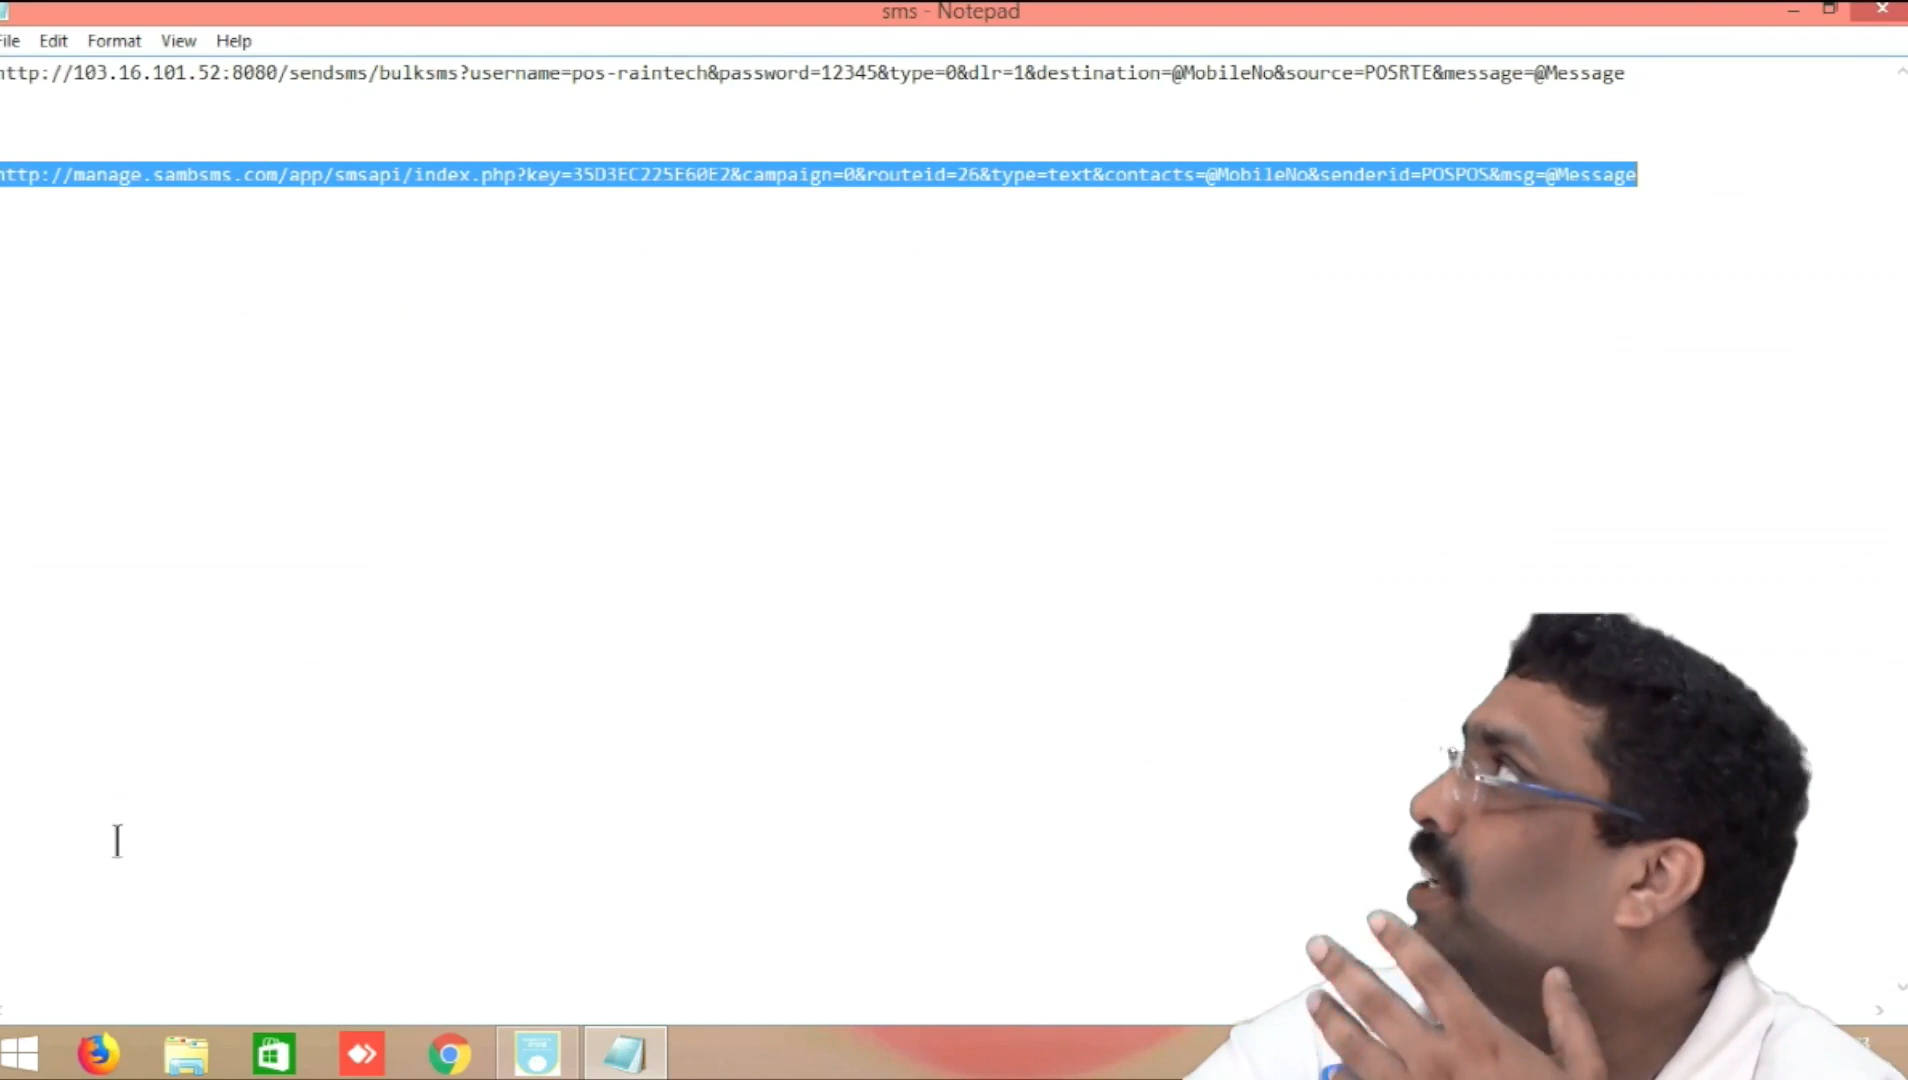 sms - Notepad
File Edit Format View Help
http://103.16.101.52:8080/sendsms/bulksms?username=pos-raintech&password=12345&type=0&dlr=1&destination=@MobileNo&source=POSRTE&message=@Message
http://manage.sambsms.com/app/smsapi/index.php?key=35D3EC225E60E2&campaign=0&routeid=26&type=text&contacts=@MobileNo&senderid=POSPOS&msg=@Message